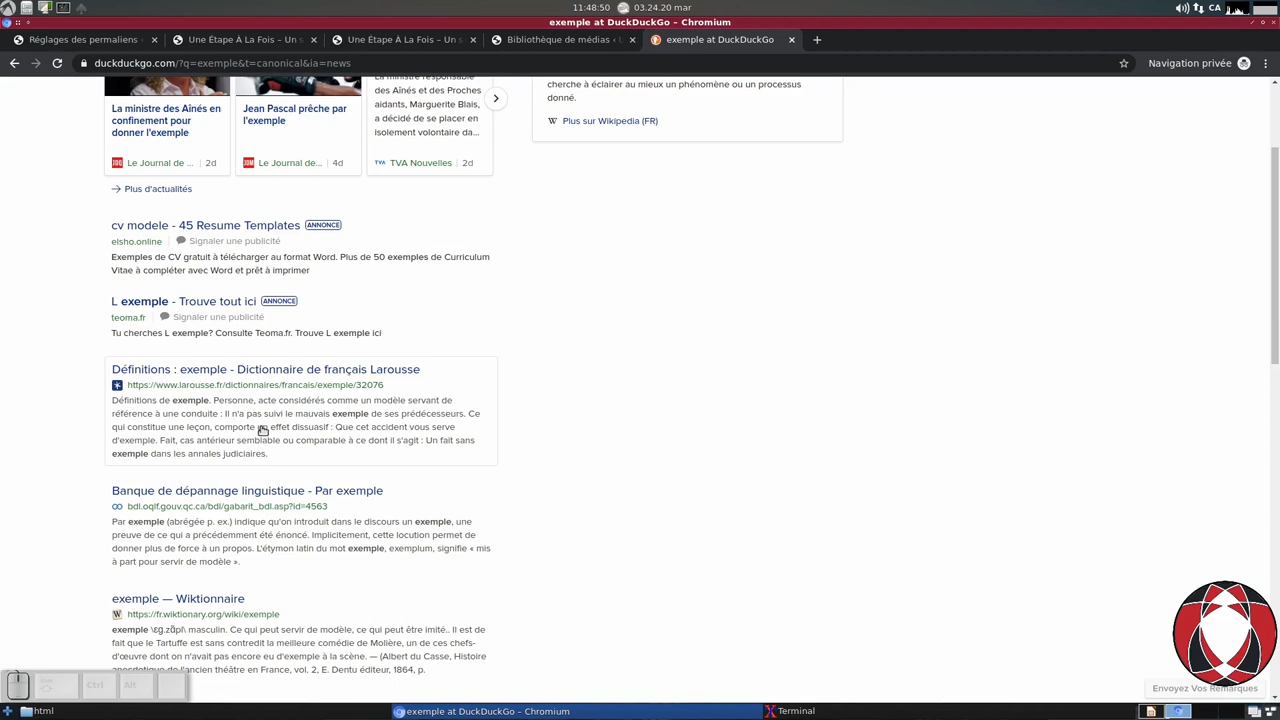 11:48:50
03.24.20 mar
CA
exemple at DuckDuckGo – Chromium
Réglages des permaliens
Une Étape À La Fois – Un s
Une Étape À La Fois – Un s
Bibliothèque de médias ‹ U
exemple at DuckDuckGo
duckduckgo.com/?q=exemple&t=canonical&ia=news
Navigation privée
La ministre des Aînés en
confinement pour
donner l'exemple
Le Journal de ...
2d
Jean Pascal prêche par
l'exemple
Le Journal de...
4d
La ministre responsable
des Aînés et des Proches
aidants, Marguerite Blais,
a décidé de se placer en
isolement volontaire da...
TVA Nouvelles
2d
cherche à éclairer au mieux un phénomène ou un processus
donné.
Plus sur Wikipedia (FR)
Plus d'actualités
cv modele - 45 Resume Templates ANNONCE
elsho.online
Signaler une publicité
Exemples de CV gratuit à télécharger au format Word. Plus de 50 exemples de Curriculum
Vitae à compléter avec Word et prêt à imprimer
L exemple - Trouve tout ici ANNONCE
teoma.fr
Signaler une publicité
Tu cherches L exemple? Consulte Teoma.fr. Trouve L exemple ici
Définitions : exemple - Dictionnaire de français Larousse
https://www.larousse.fr/dictionnaires/francais/exemple/32076
Définitions de exemple. Personne, acte considérés comme un modèle servant de
référence à une conduite : Il n'a pas suivi le mauvais exemple de ses prédécesseurs. Ce
qui constitue une leçon, comporte un effet dissuasif : Que cet accident vous serve
d'exemple. Fait, cas antérieur semblable ou comparable à ce dont il s'agit : Un fait sans
exemple dans les annales judiciaires.
Banque de dépannage linguistique - Par exemple
bdl.oqlf.gouv.qc.ca/bdl/gabarit_bdl.asp?id=4563
Par exemple (abrégée p. ex.) indique qu'on introduit dans le discours un exemple, une
preuve de ce qui a précédemment été énoncé. Implicitement, cette locution permet de
donner plus de force à un propos. L'étymon latin du mot exemple, exemplum, signifie « mis
à part pour servir de modèle ».
exemple — Wiktionnaire
https://fr.wiktionary.org/wiki/exemple
exemple \ɛɡ.zɑ̃pl\ masculin. Ce qui peut servir de modèle, ce qui peut être imité.. Il est de
fait que le Tartuffe est sans contredit la meilleure comédie de Molière, un de ces chefs-
d'œuvre dont on n'avait pas encore eu d'exemple à la scène. — (Albert du Casse, Histoire
anecdotique de l'ancien théâtre en France, vol. 2, E. Dentu éditeur, 1864, p.
Ctrl
Alt
Envoyez Vos Remarques
html
exemple at DuckDuckGo – Chromium
Terminal